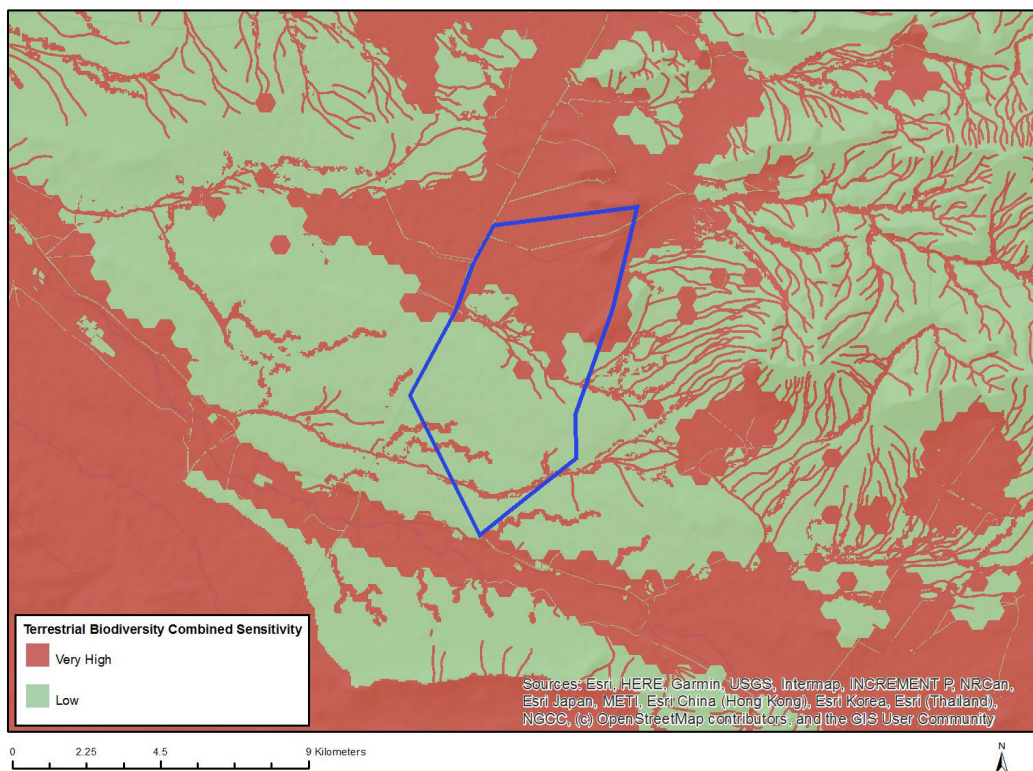 Terrestrial Biodiversity Combined Sensitivity
Very High
Low
Sources: Esri, HERE, Garmin, USGS, Intermap, INCREMENT P, NRCan,
Esri Japan, METI, Esri China (Hong Kong), Esri Korea, Esri (Thailand),
NGCC, (c) OpenStreetMap contributors, and the GIS User Community
0 2.25 4.5 9 Kilometers
N